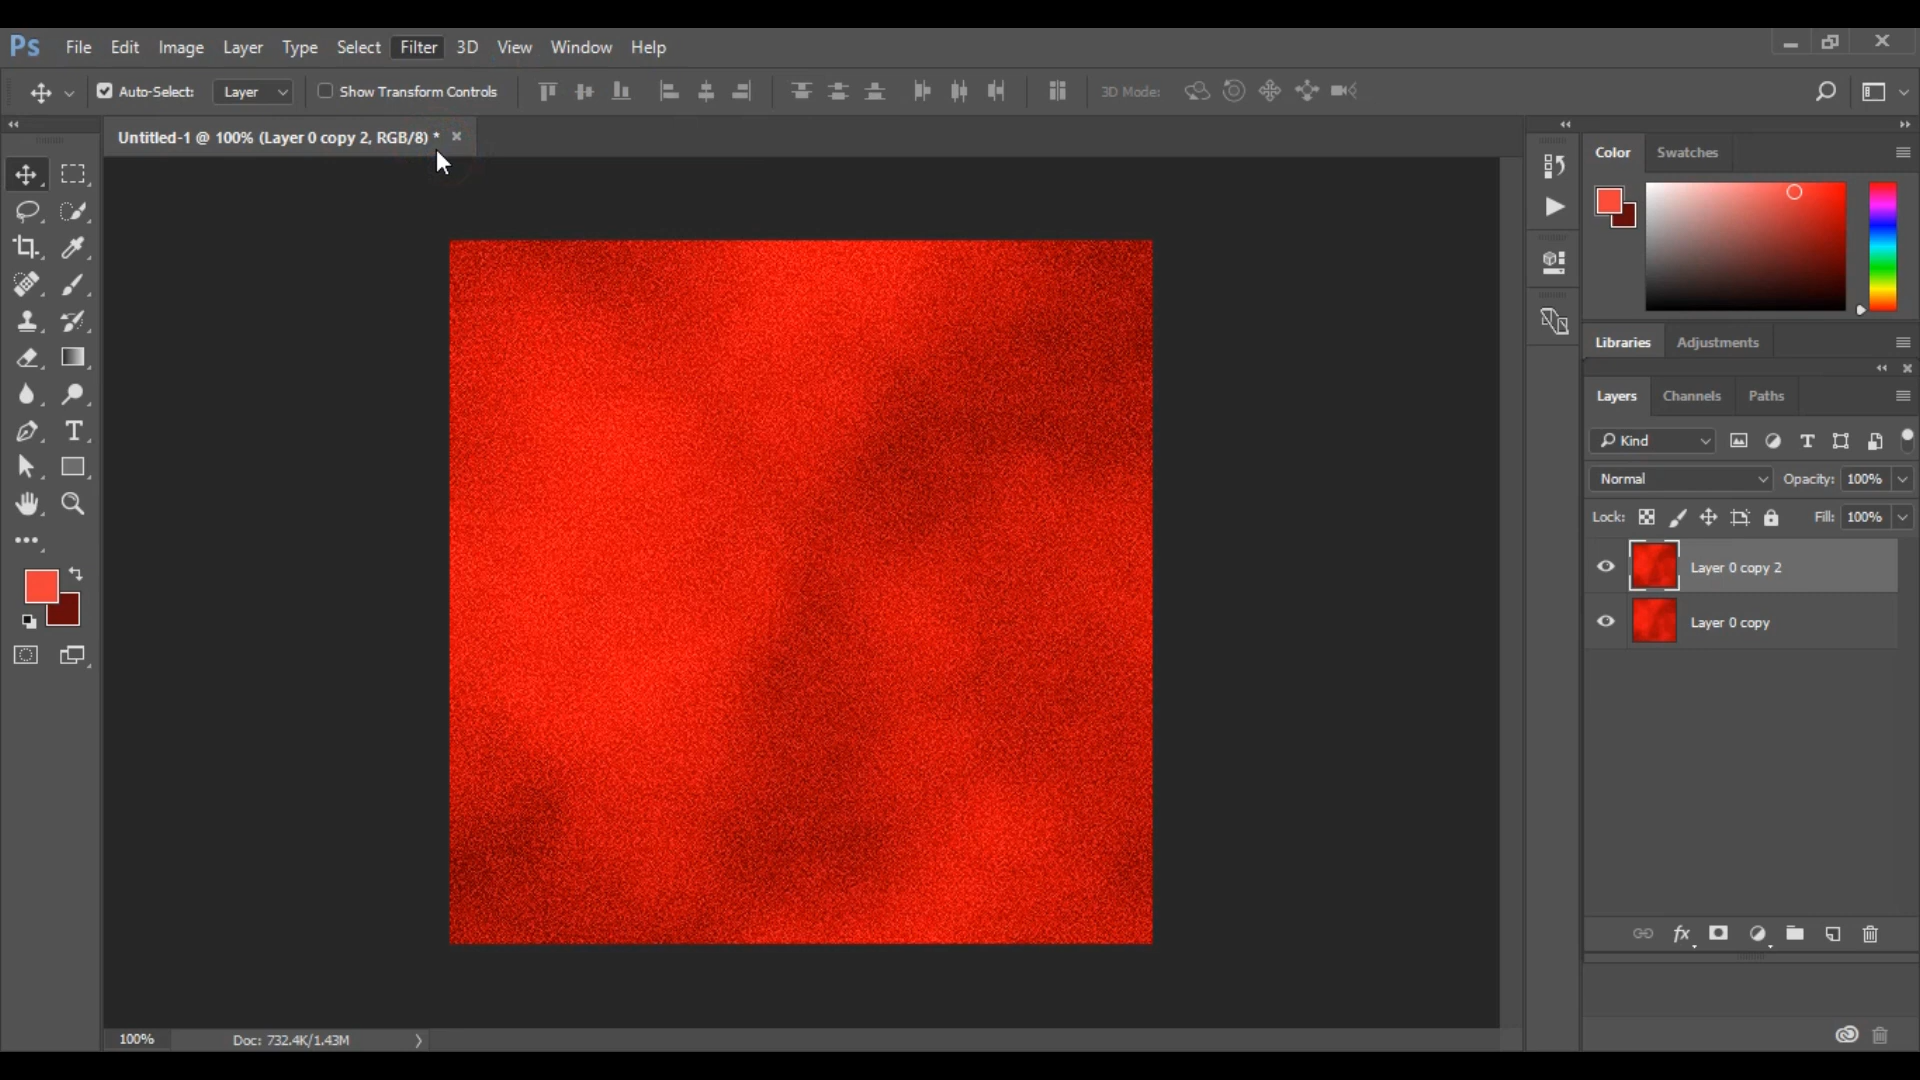 Ps File Edit Image Layer Type Select Filter 3D View Window Help
Auto-Select: Layer Show Transform Controls 3D Mode:
Untitled-1 @ 100% (Layer 0 copy 2, RGB/8) *
Color Swatches
Libraries Adjustments
Layers Channels Paths
Kind
Normal Opacity: 100%
Lock: Fill: 100%
Layer 0 copy 2
Layer 0 copy
fx
100% Doc: 732.4K/1.43M